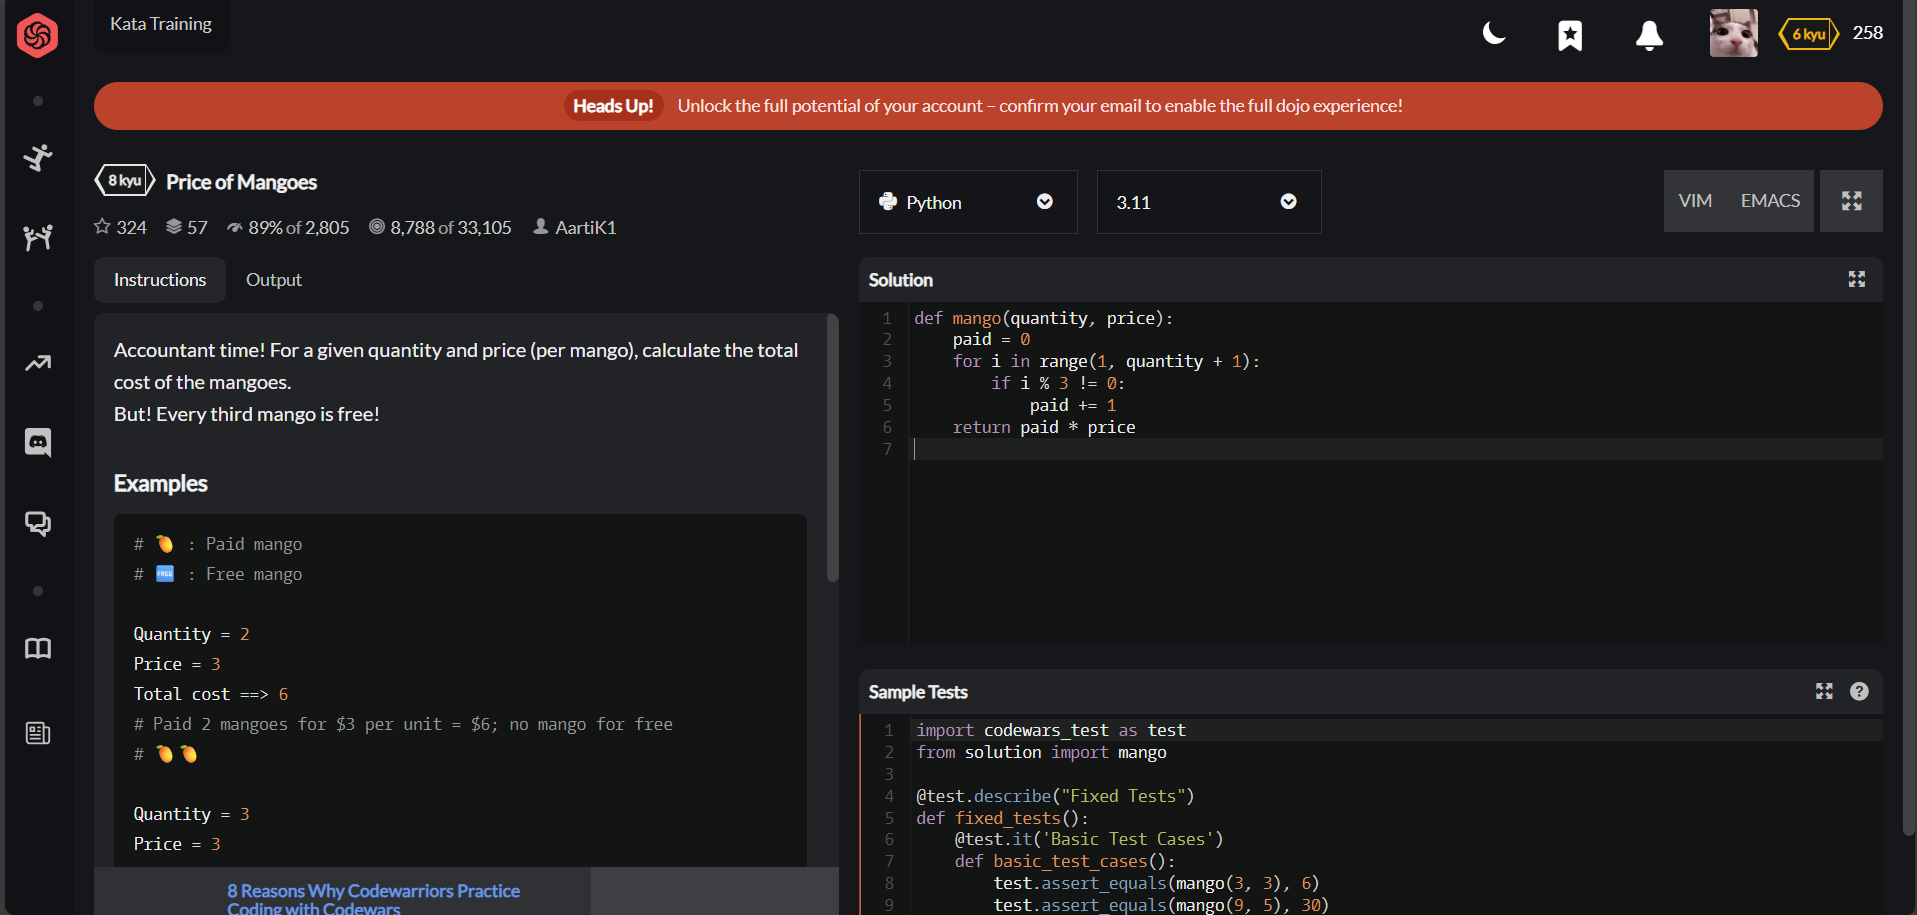 Kata Training
6 kyu 258
Heads Up! Unlock the full potential of your account – confirm your email to enable the full dojo experience!
8 kyu Price of Mangoes
324 57 89% of 2,805 8,788 of 33,105 AartiK1
Instructions Output
Accountant time! For a given quantity and price (per mango), calculate the total
cost of the mangoes.
But! Every third mango is free!
Examples
# 🥭 : Paid mango
# 🆓 : Free mango
Quantity = 2
Price = 3
Total cost ==> 6
# Paid 2 mangoes for $3 per unit = $6; no mango for free
# 🥭🥭
Quantity = 3
Price = 3
8 Reasons Why Codewarriors Practice
Coding with Codewars
Python 3.11 VIM EMACS
Solution
1 def mango(quantity, price):
2     paid = 0
3     for i in range(1, quantity + 1):
4         if i % 3 != 0:
5             paid += 1
6     return paid * price
7
Sample Tests
1 import codewars_test as test
2 from solution import mango
3
4 @test.describe("Fixed Tests")
5 def fixed_tests():
6     @test.it('Basic Test Cases')
7     def basic_test_cases():
8         test.assert_equals(mango(3, 3), 6)
9         test.assert_equals(mango(9, 5), 30)